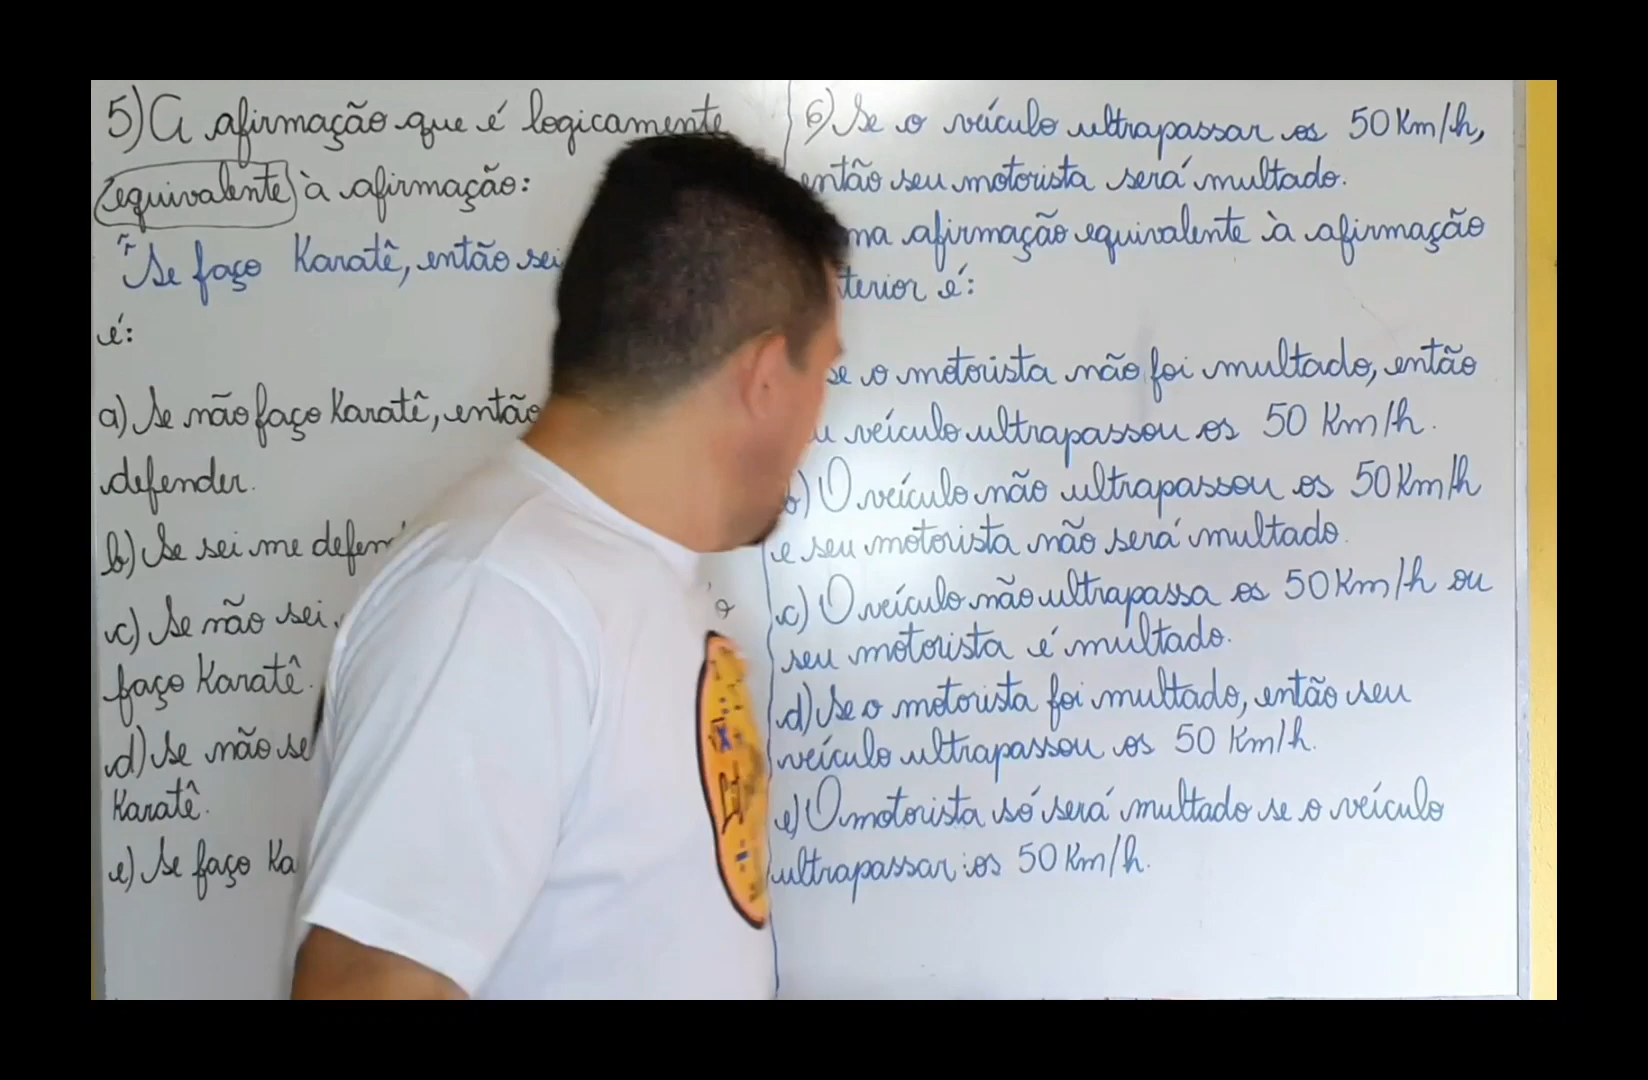 5) A afirmação que é logicamente
equivalente à afirmação:
"Se faço Karatê, então sei
é:
a) Se não faço Karatê, então
defender.
b) Se sei me
c) Se não sei
faço Karatê.
d) Se não
Karatê.
e) Se faço
6) Se o veículo ultrapassar os 50 Km/h,
então seu motorista será multado.
afirmação equivalente à afirmação
é:
se o motorista não foi multado, então
veículo ultrapassou os 50 Km/h.
b) O veículo não ultrapassou os 50 Km/h
e seu motorista não será multado.
c) O veículo não ultrapassa os 50 Km/h ou
seu motorista é multado.
d) Se o motorista foi multado, então seu
veículo ultrapassou os 50 Km/h.
e) O motorista só será multado se o veículo
ultrapassar os 50 Km/h.